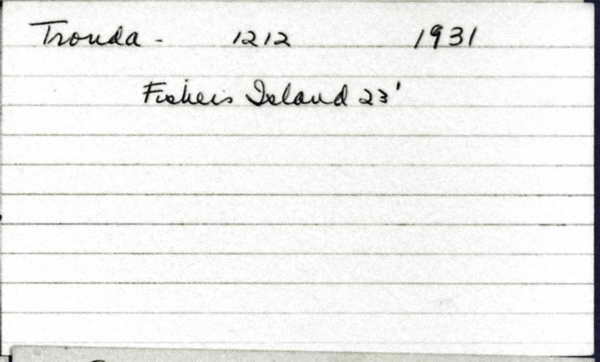 Tronda - 1212 1931
Fishers Island 23'